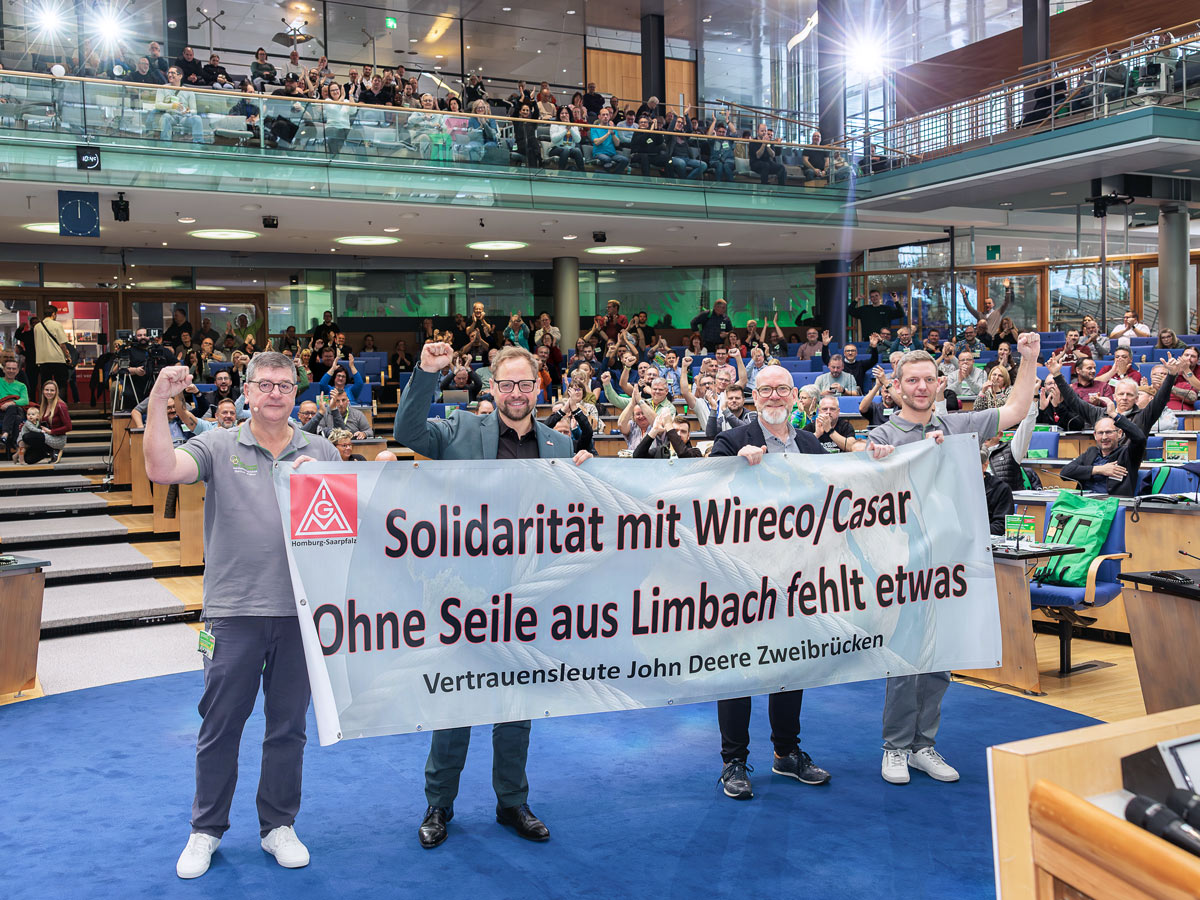 IGM
Homburg-Saarpfalz
Solidarität mit Wireco/Casar
Ohne Seile aus Limbach fehlt etwas
Vertrauensleute John Deere Zweibrücken